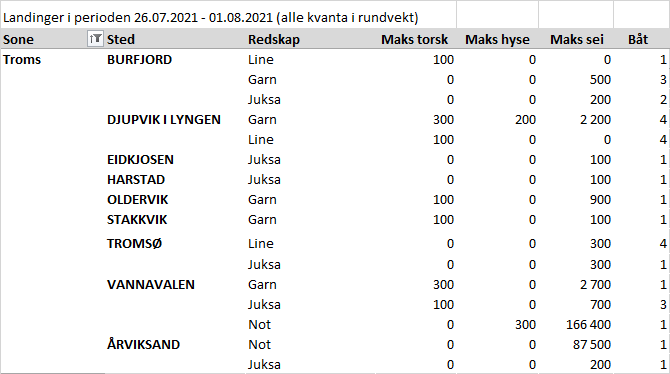 Landinger i perioden 26.07.2021 - 01.08.2021 (alle kvanta i rundvekt)
Sone Sted Redskap Maks torsk Maks hyse Maks sei Båt
Troms BURFJORD Line 100 0 0 1
Garn 0 0 500 3
Juksa 0 0 200 2
DJUPVIK I LYNGEN Garn 300 200 2 200 4
Line 100 0 0 4
EIDKJOSEN Juksa 0 0 100 1
HARSTAD Juksa 0 0 100 1
OLDERVIK Garn 100 0 900 1
STAKKVIK Garn 100 0 100 1
TROMSØ Line 0 0 300 4
Juksa 0 0 300 1
VANNAVALEN Garn 300 0 2 700 1
Juksa 100 0 700 3
Not 0 300 166 400 1
ÅRVIKSAND Not 0 0 87 500 1
Juksa 0 0 200 1